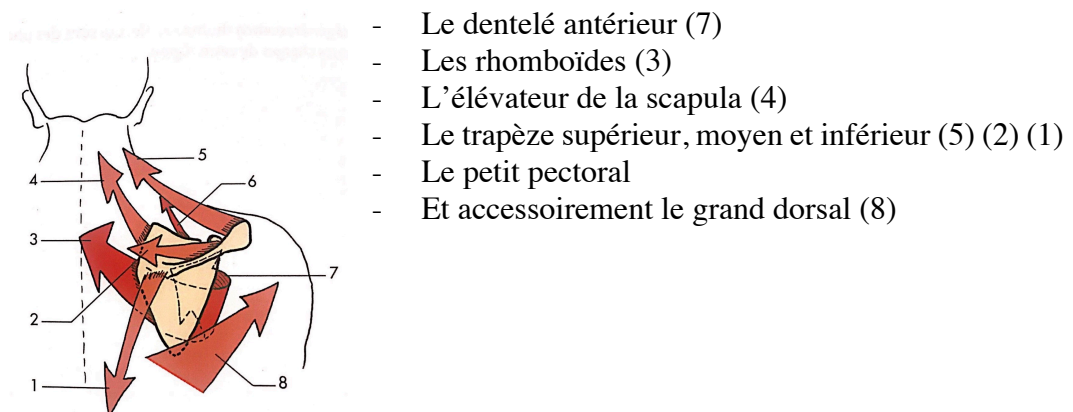 - Le dentelé antérieur (7)
- Les rhomboïdes (3)
- L’élévateur de la scapula (4)
- Le trapèze supérieur, moyen et inférieur (5) (2) (1)
- Le petit pectoral
- Et accessoirement le grand dorsal (8)
5
4
6
3
7
2
1
8